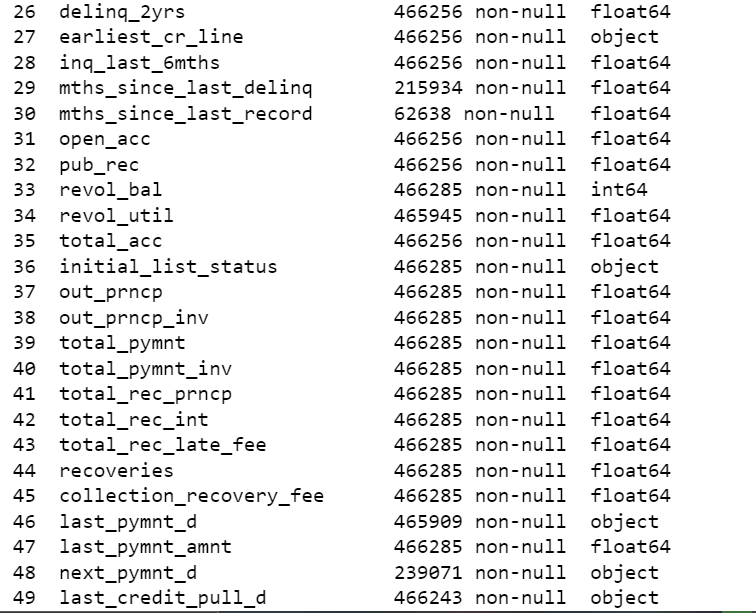 26 delinq_2yrs 466256 non-null float64
27 earliest_cr_line 466256 non-null object
28 inq_last_6mths 466256 non-null float64
29 mths_since_last_delinq 215934 non-null float64
30 mths_since_last_record 62638 non-null float64
31 open_acc 466256 non-null float64
32 pub_rec 466256 non-null float64
33 revol_bal 466285 non-null int64
34 revol_util 465945 non-null float64
35 total_acc 466256 non-null float64
36 initial_list_status 466285 non-null object
37 out_prncp 466285 non-null float64
38 out_prncp_inv 466285 non-null float64
39 total_pymnt 466285 non-null float64
40 total_pymnt_inv 466285 non-null float64
41 total_rec_prncp 466285 non-null float64
42 total_rec_int 466285 non-null float64
43 total_rec_late_fee 466285 non-null float64
44 recoveries 466285 non-null float64
45 collection_recovery_fee 466285 non-null float64
46 last_pymnt_d 465909 non-null object
47 last_pymnt_amnt 466285 non-null float64
48 next_pymnt_d 239071 non-null object
49 last_credit_pull_d 466243 non-null object